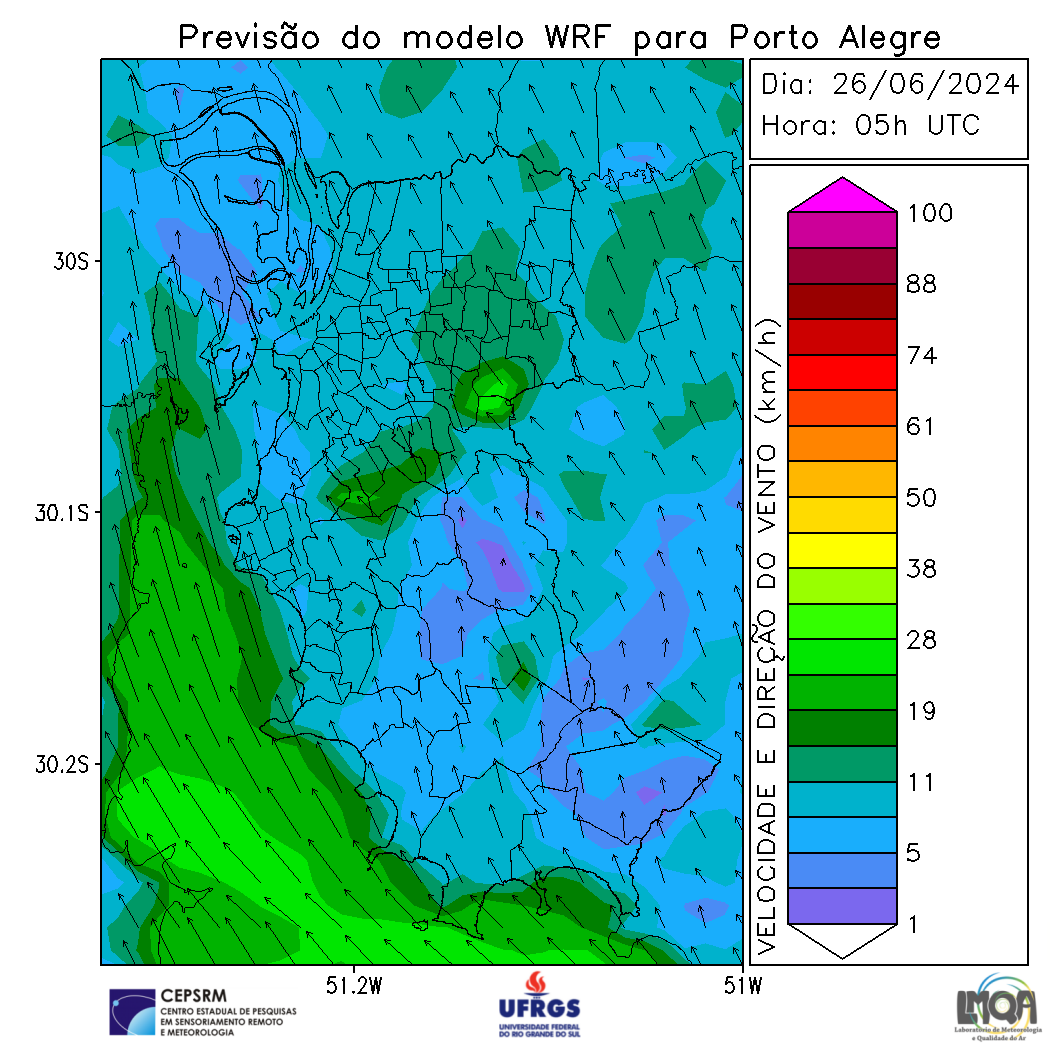 Previsão do modelo WRF para Porto Alegre
Dia: 26/06/2024
Hora: 05h UTC
30S
30.1S
30.2S
51.2W
51W
VELOCIDADE E DIREÇÃO DO VENTO (km/h)
100
88
74
61
50
38
28
19
11
5
1
CEPSRM
CENTRO ESTADUAL DE PESQUISAS
EM SENSORIAMENTO REMOTO
E METEOROLOGIA
UFRGS
UNIVERSIDADE FEDERAL
DO RIO GRANDE DO SUL
LMQA
Laboratório de Meteorologia
e Qualidade do Ar